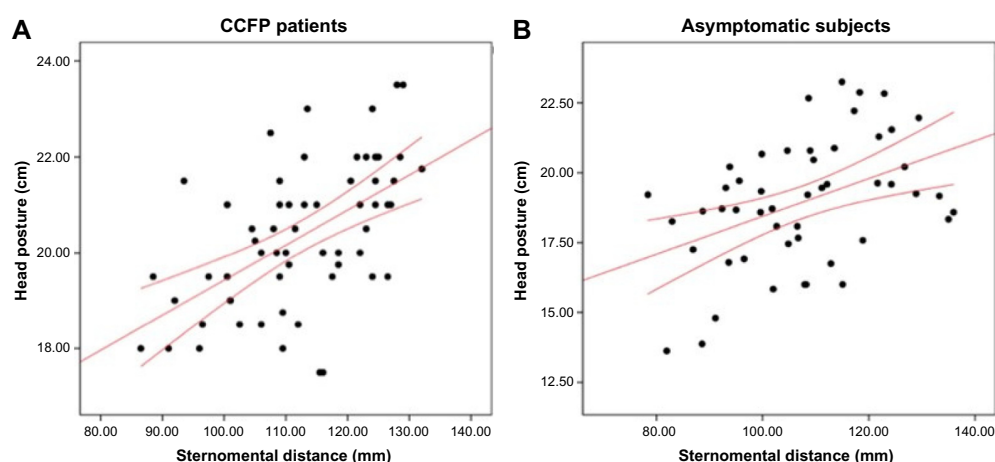 A
CCFP patients
Head posture (cm)
24.00
22.00
20.00
18.00
80.00 90.00 100.00 110.00 120.00 130.00 140.00
Sternomental distance (mm)
B
Asymptomatic subjects
Head posture (cm)
22.50
20.00
17.50
15.00
12.50
80.00 100.00 120.00 140.00
Sternomental distance (mm)